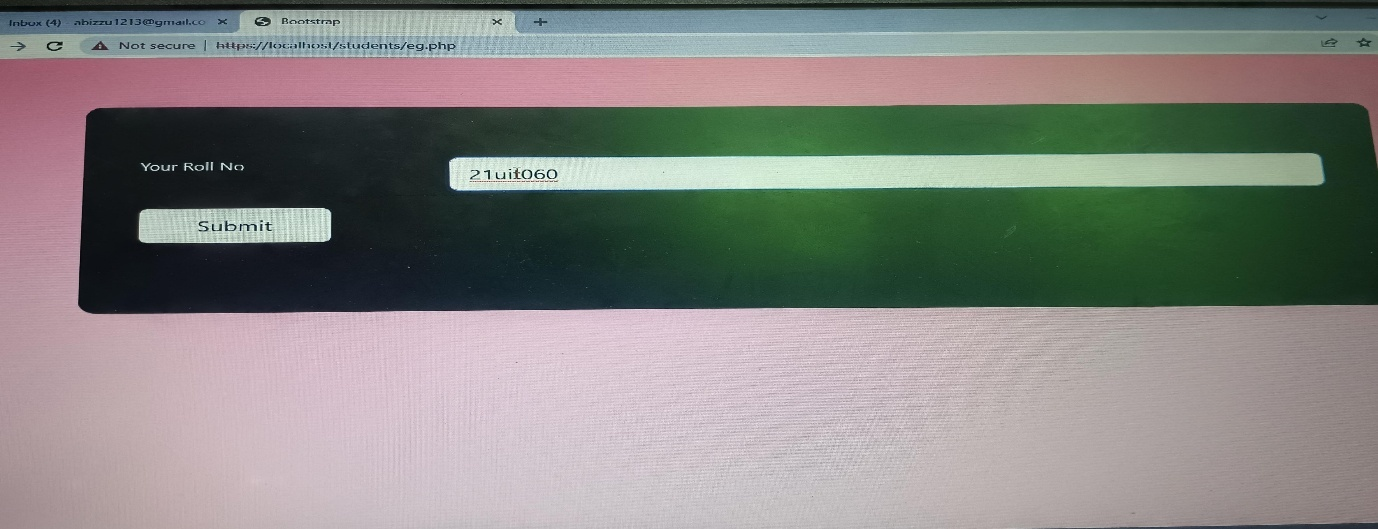 Inbox (4) - abizzu1213@gmail.co
Bootstrap
Not secure | https://localhost/students/eg.php
Your Roll No
21uit060
Submit